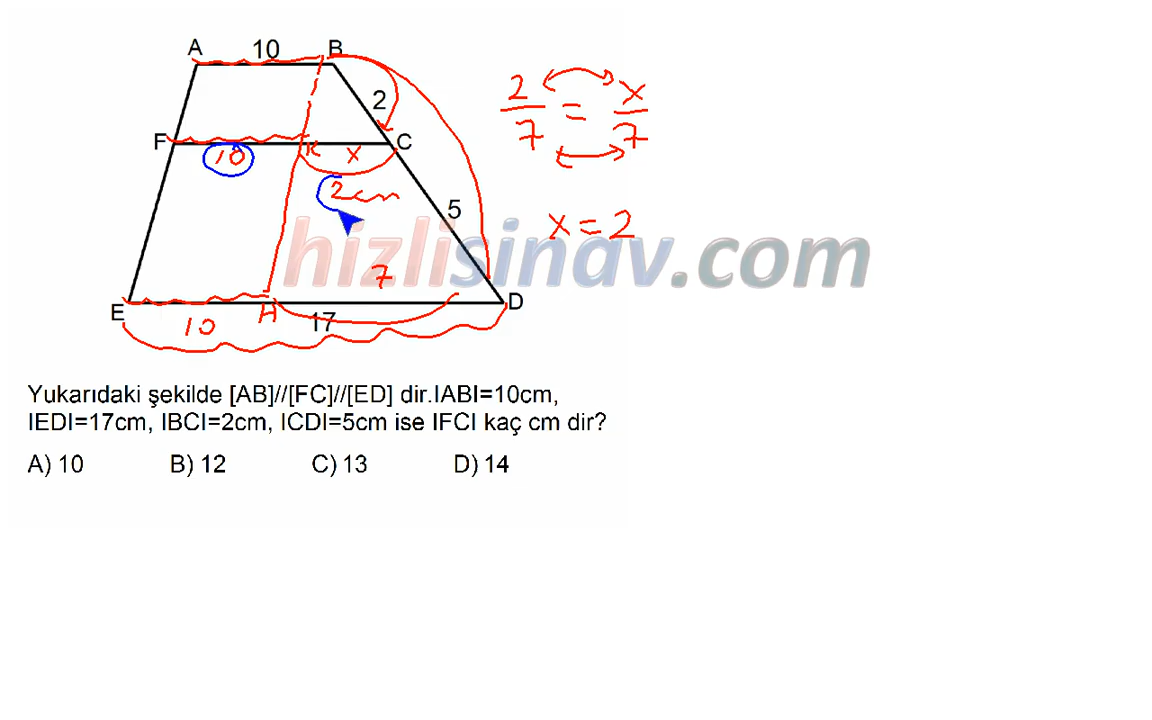 A 10 B
2
2/7 = x/7
F 10 K x C
2cm
5
x = 2
hizlisinav.com
7
E 10 H 17 D
Yukarıdaki şekilde [AB]//[FC]//[ED] dir.IABI=10cm,
IEDI=17cm, IBCI=2cm, ICDI=5cm ise IFCI kaç cm dir?
A) 10 B) 12 C) 13 D) 14